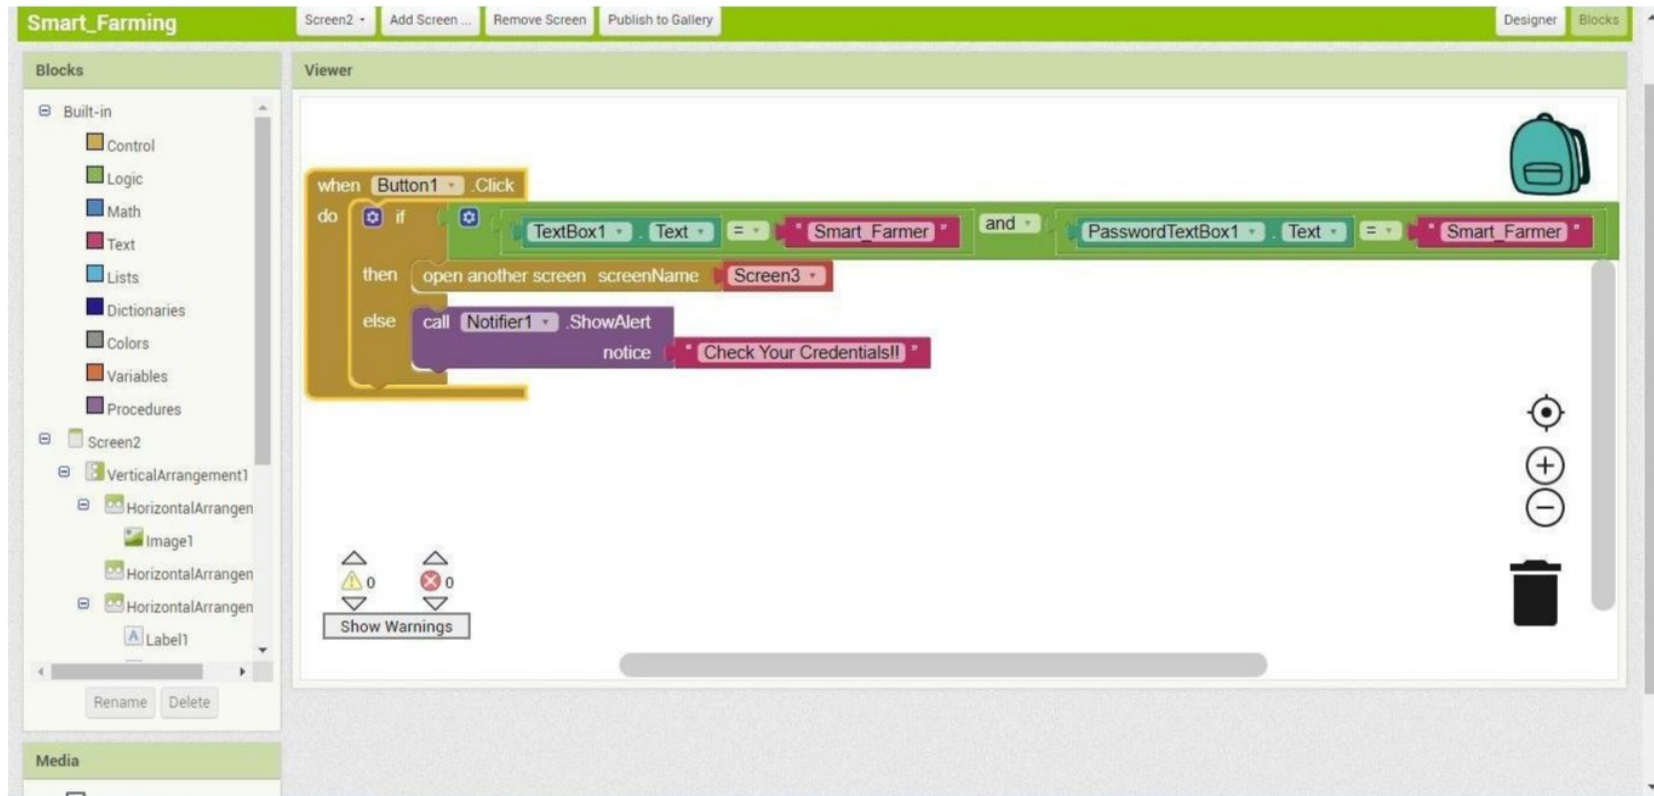 Smart_Farming
Screen2
Add Screen ...
Remove Screen
Publish to Gallery
Designer
Blocks
Blocks
Built-in
Control
Logic
Math
Text
Lists
Dictionaries
Colors
Variables
Procedures
Screen2
VerticalArrangement1
HorizontalArrangen
Image1
HorizontalArrangen
HorizontalArrangen
Label1
Rename
Delete
Media
Viewer
when Button1 .Click
do if TextBox1 . Text = " Smart_Farmer " and PasswordTextBox1 . Text = " Smart_Farmer "
then open another screen screenName Screen3
else call Notifier1 .ShowAlert
notice " Check Your Credentials!! "
0 0
Show Warnings